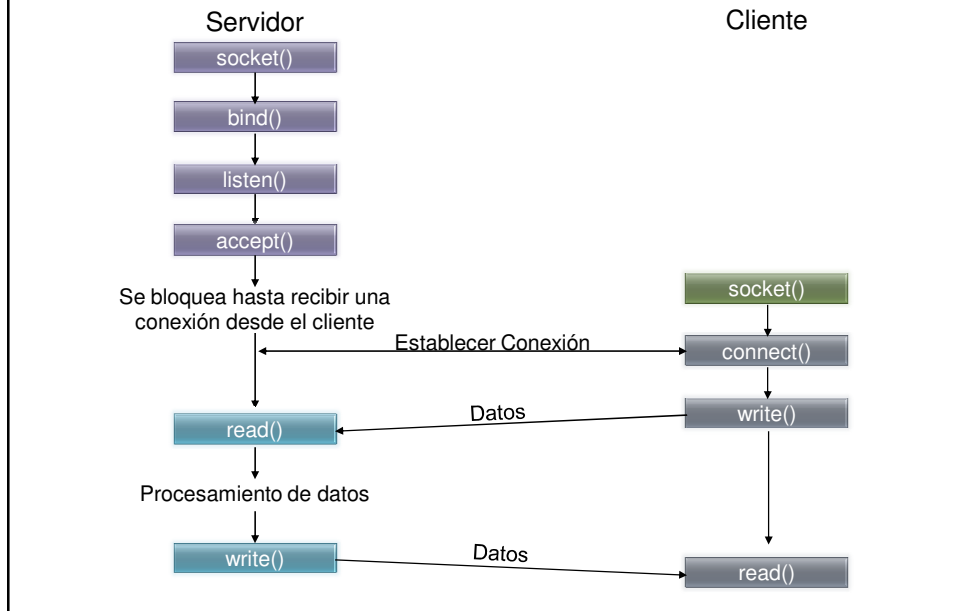 Servidor
Cliente
socket()
bind()
listen()
accept()
Se bloquea hasta recibir una
conexión desde el cliente
socket()
Establecer Conexión
connect()
Datos
write()
read()
Procesamiento de datos
write()
Datos
read()